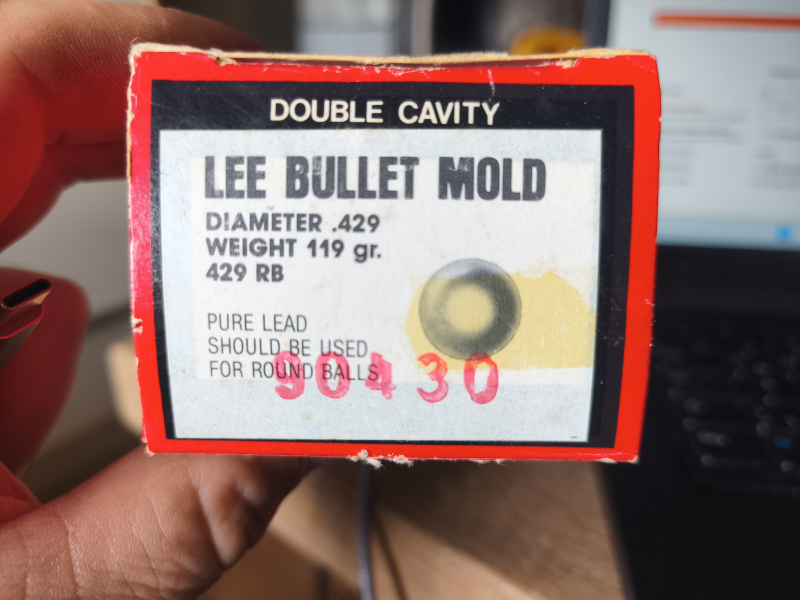 DOUBLE CAVITY
LEE BULLET MOLD
DIAMETER .429
WEIGHT 119 gr.
429 RB
PURE LEAD
SHOULD BE USED
FOR ROUND BALLS
90430